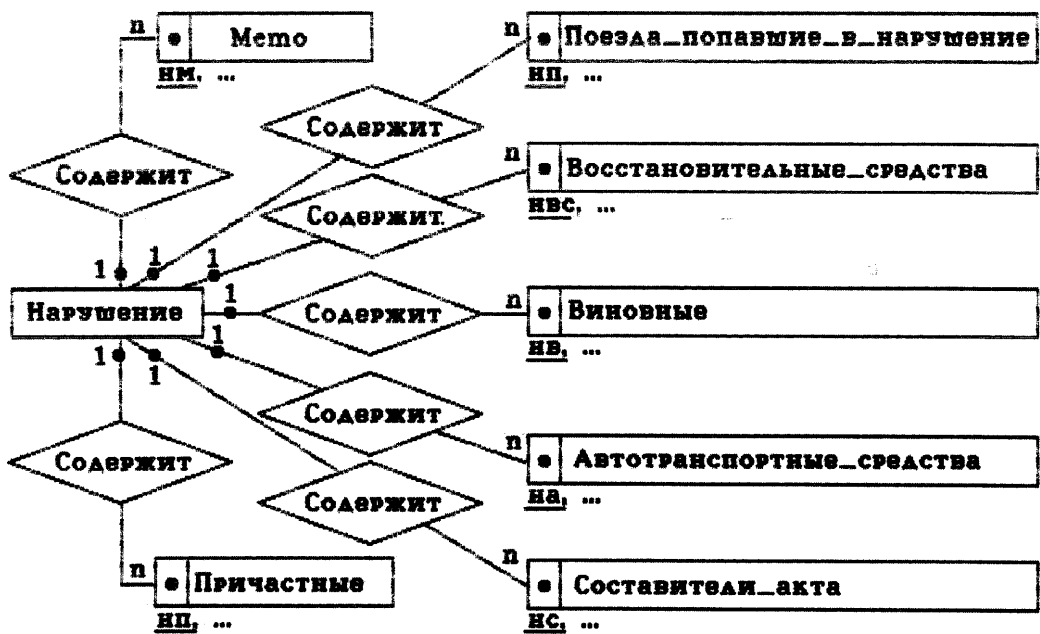 n Memo
нм, ...
n Поезда_попавшие_в_нарушение
нп, ...
Содержит
Содержит
n Восстановительные_средства
нвс, ...
Содержит
1 1 1
Нарушение
1
Содержит
n Виновные
нв, ...
1 1 1
Содержит
n Автотранспортные_средства
на, ...
Содержит
Содержит
n Причастные
нп, ...
n Составители_акта
нс, ...